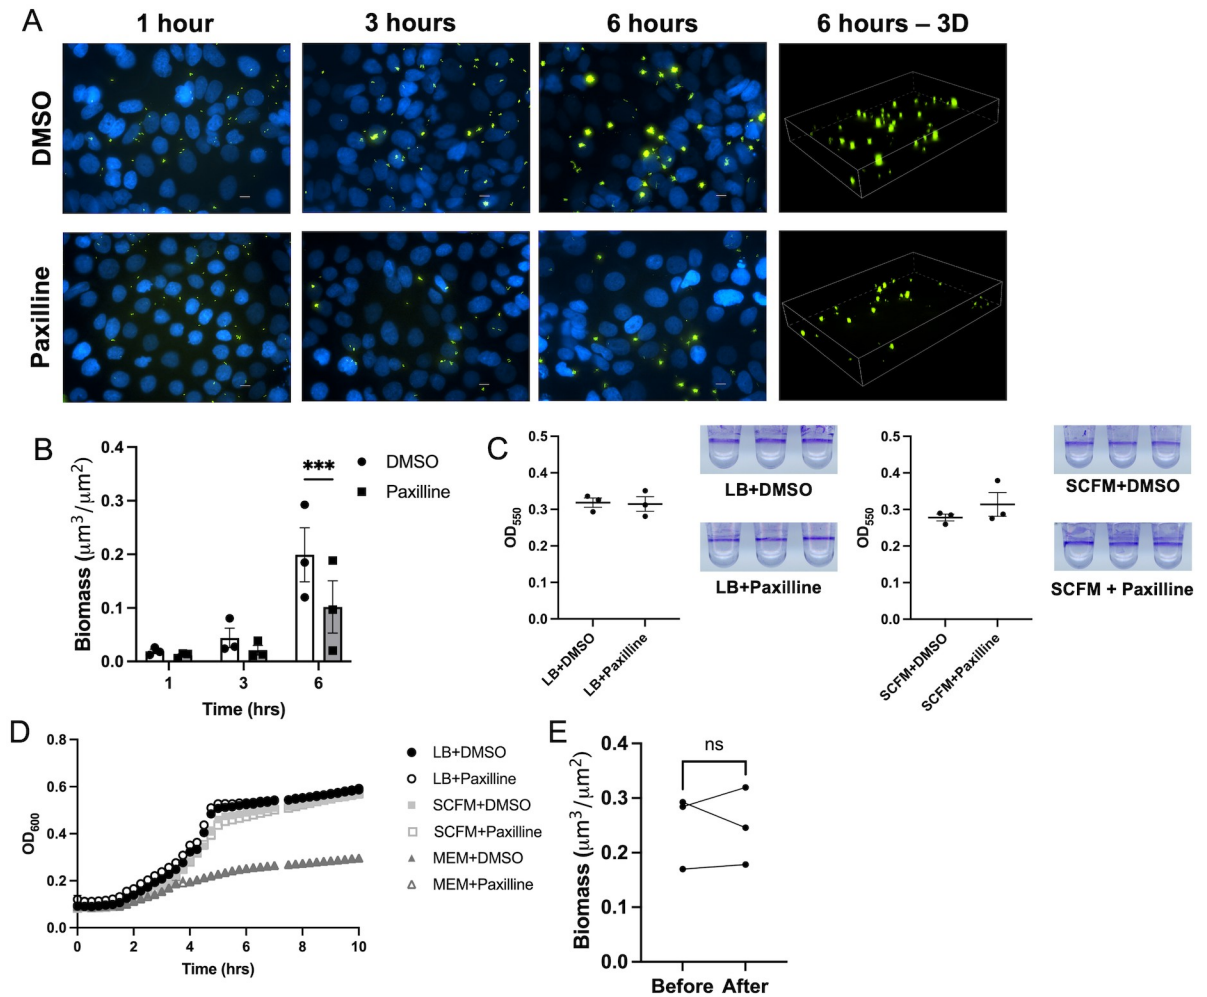 A
1 hour
3 hours
6 hours
6 hours – 3D
DMSO
Paxilline
B
Biomass (μm³/μm²)
0.4
0.3
0.2
0.1
0.0
***
DMSO
Paxilline
1
3
6
Time (hrs)
C
OD550
0.5
0.4
0.3
0.2
0.1
0.0
LB+DMSO
LB+Paxilline
LB+DMSO
LB+Paxilline
OD550
0.5
0.4
0.3
0.2
0.1
0.0
SCFM+DMSO
SCFM+Paxilline
SCFM+DMSO
SCFM + Paxilline
D
OD600
0.8
0.6
0.4
0.2
0.0
0
2
4
6
8
10
Time (hrs)
LB+DMSO
LB+Paxilline
SCFM+DMSO
SCFM+Paxilline
MEM+DMSO
MEM+Paxilline
E
Biomass (μm³/μm²)
0.4
0.3
0.2
0.1
0.0
ns
Before After